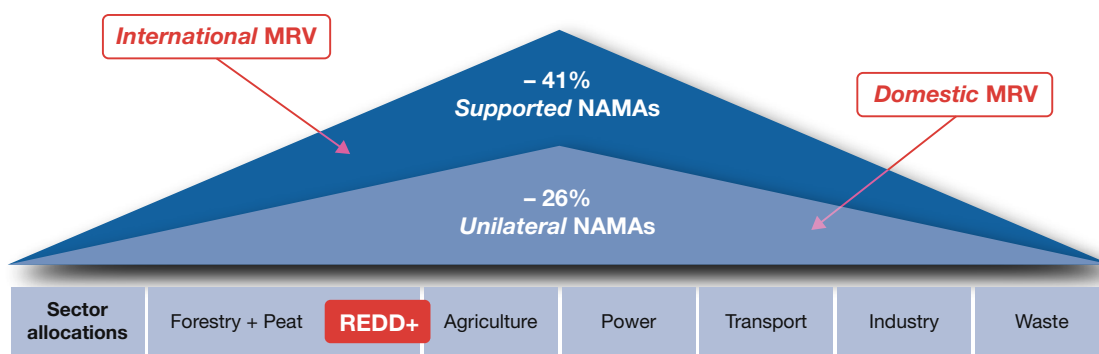 International MRV
– 41%
Supported NAMAs
Domestic MRV
– 26%
Unilateral NAMAs
Sector
allocations
Forestry + Peat
REDD+
Agriculture
Power
Transport
Industry
Waste